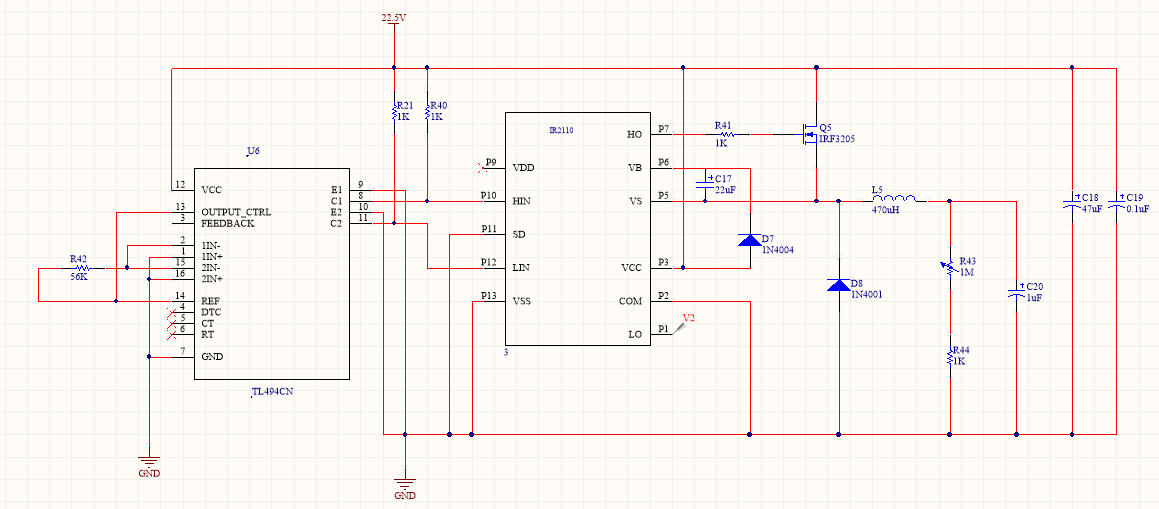 22.5V
R21
1K
R40
1K
U6
12 VCC
13 OUTPUT_CTRL
3 FEEDBACK
2 1IN-
1 1IN+
15 2IN-
16 2IN+
14 REF
4 DTC
5 CT
6 RT
7 GND
E1 9
C1 8
E2 10
C2 11
TL494CN
R42
56K
GND
GND
IR2110
P9 VDD
P10 HIN
P11 SD
P12 LIN
P13 VSS
HO P7
VB P6
VS P5
VCC P3
COM P2
LO P1
3
V2
R41
1K
Q5
IRF3205
C17
22uF
D7
1N4004
D8
1N4001
L5
470uH
R43
1M
R44
1K
C20
1uF
C18
47uF
C19
0.1uF